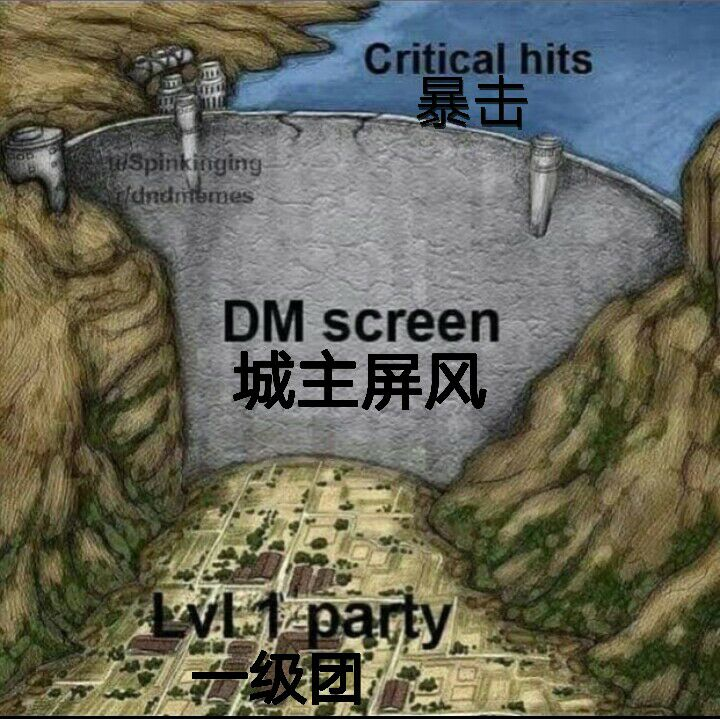 Critical hits
暴击
u/Spinkinging
r/dndmemes
DM screen
城主屏风
Lvl 1 party
一级团